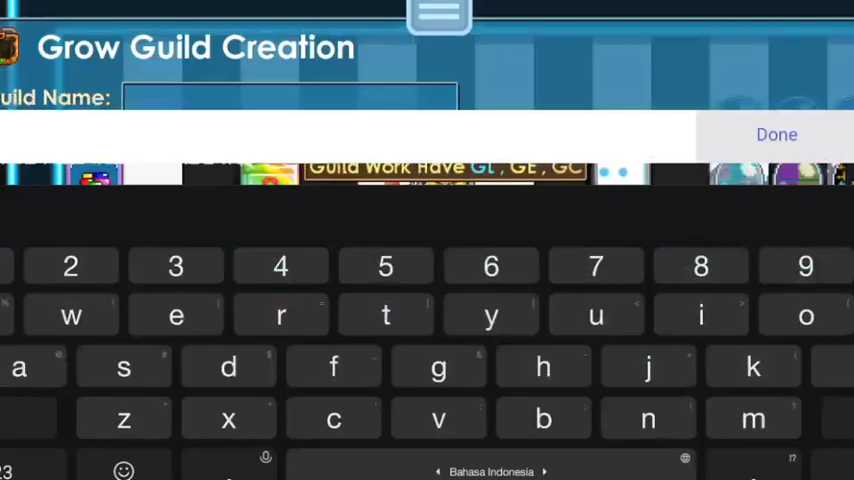 Grow Guild Creation
uild Name:
Done
Guild Work Have GL , GE , GC
2 3 4 5 6 7 8 9
w e r t y u i o
a s d f g h j k
z x c v b n m
23 Bahasa Indonesia !?